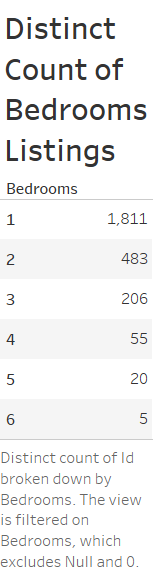 Distinct
Count of
Bedrooms
Listings
Bedrooms
1 1,811
2 483
3 206
4 55
5 20
6 5
Distinct count of Id
broken down by
Bedrooms. The view
is filtered on
Bedrooms, which
excludes Null and 0.